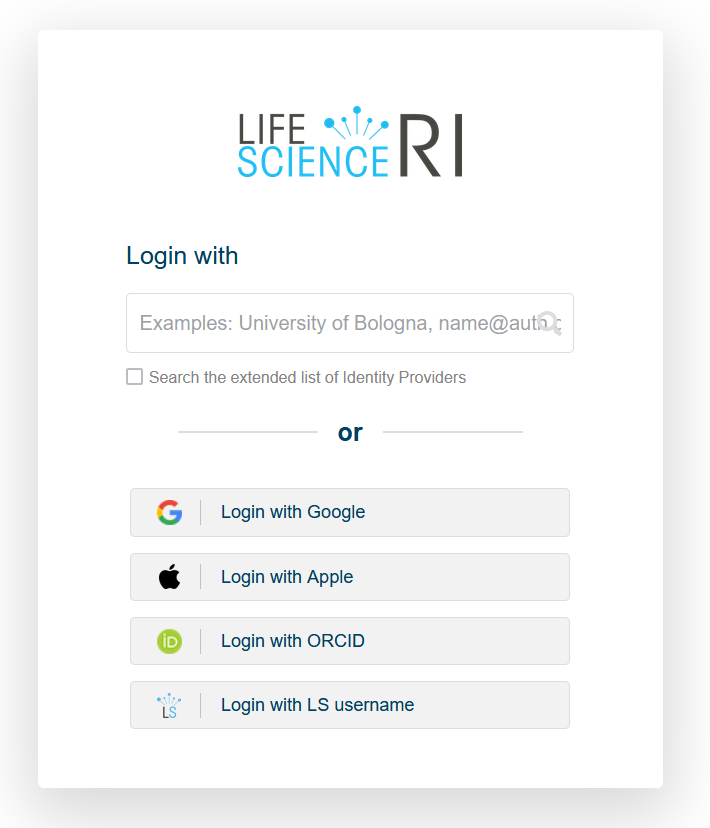 LIFE
SCIENCE RI
Login with
Examples: University of Bologna, name@auth
Search the extended list of Identity Providers
or
Login with Google
Login with Apple
iD
Login with ORCID
LS
Login with LS username